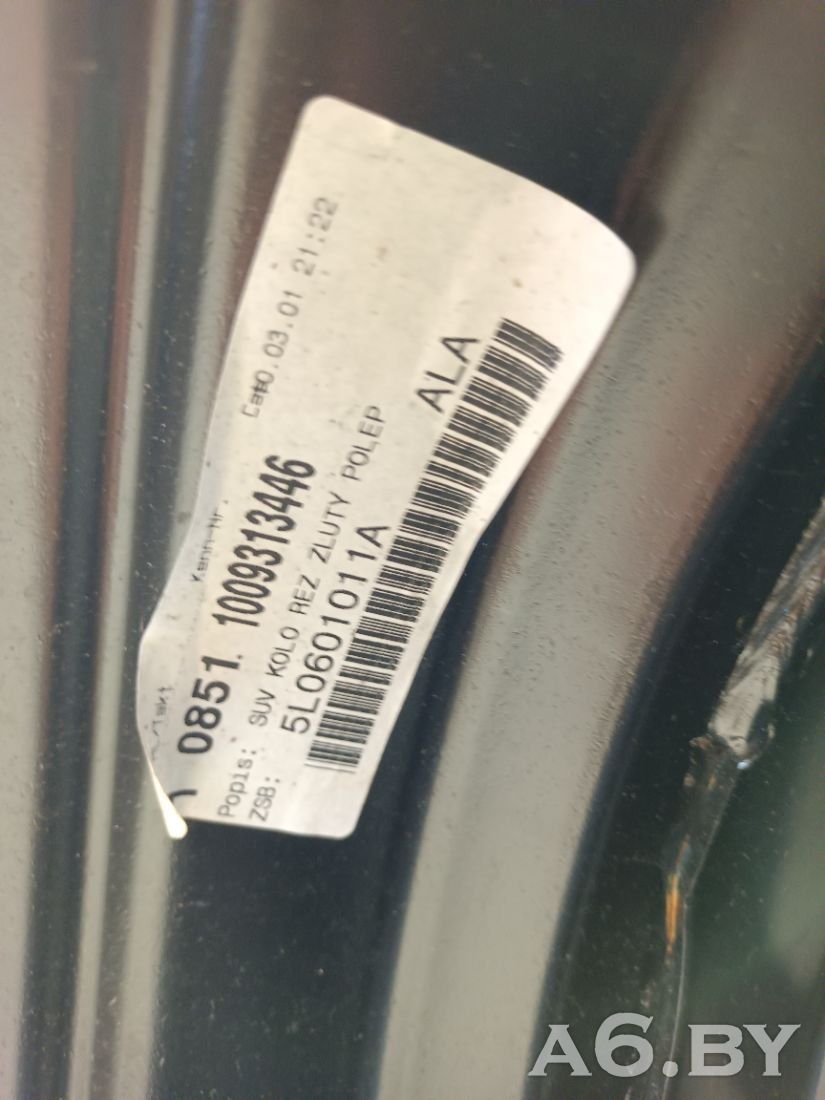 Kenn-Nr.
0851. 1009313446
Popis: SUV KOLO REZ ZLUTY POLEP
ZSB: 5L0601011A ALA
03.01 21:22
A6.BY